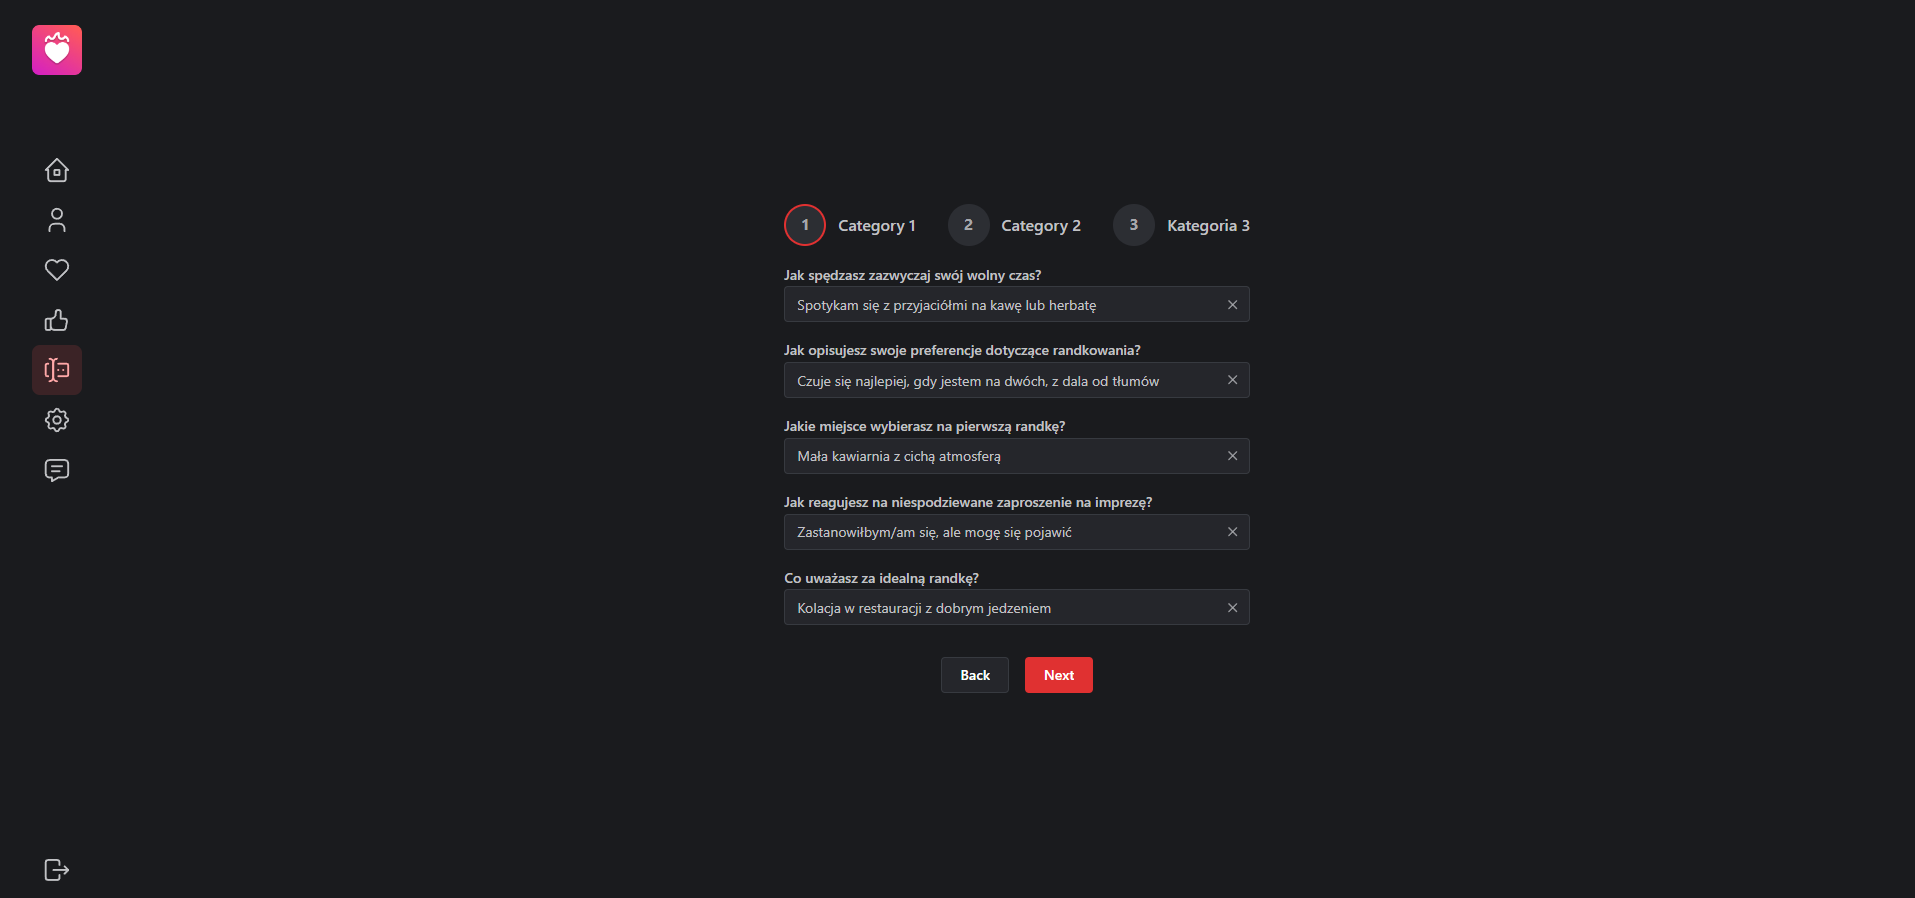 1 Category 1 2 Category 2 3 Kategoria 3
Jak spędzasz zazwyczaj swój wolny czas?
Spotykam się z przyjaciółmi na kawę lub herbatę
Jak opisujesz swoje preferencje dotyczące randkowania?
Czuje się najlepiej, gdy jestem na dwóch, z dala od tłumów
Jakie miejsce wybierasz na pierwszą randkę?
Mała kawiarnia z cichą atmosferą
Jak reagujesz na niespodziewane zaproszenie na imprezę?
Zastanowiłbym/am się, ale mogę się pojawić
Co uważasz za idealną randkę?
Kolacja w restauracji z dobrym jedzeniem
Back Next